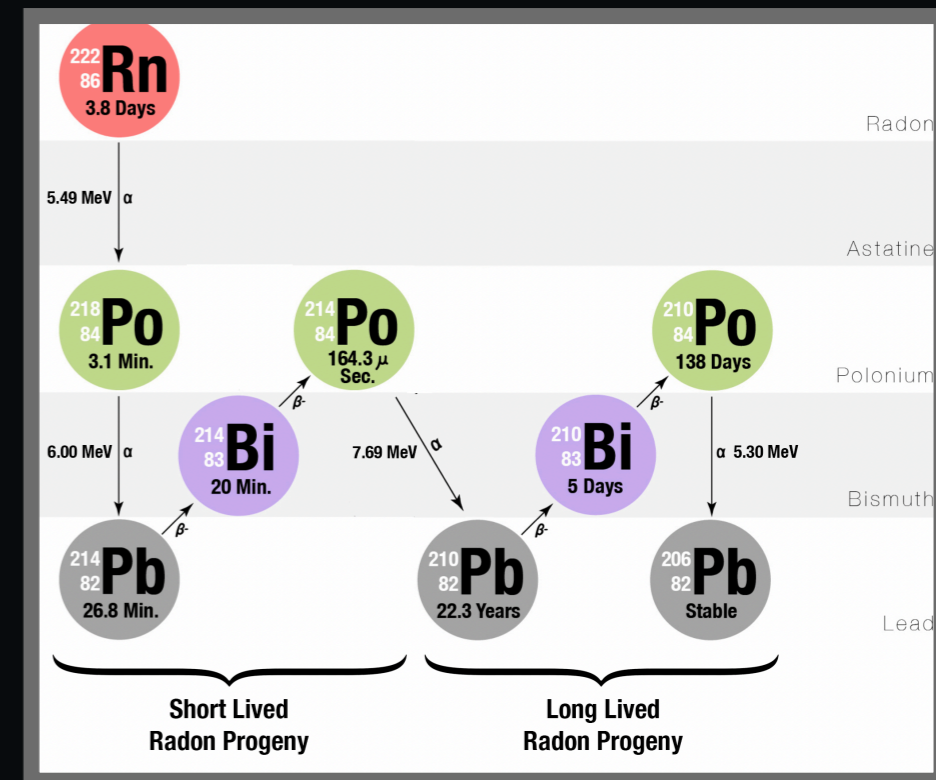 222
86
Rn
3.8 Days
Radon
5.49 MeV α
Astatine
218
84
Po
3.1 Min.
214
84
Po
164.3 μ
Sec.
210
84
Po
138 Days
Polonium
6.00 MeV α
214
83
Bi
20 Min.
β-
7.69 MeV α
210
83
Bi
5 Days
β-
α 5.30 MeV
Bismuth
214
82
Pb
26.8 Min.
β-
210
82
Pb
22.3 Years
β-
206
82
Pb
Stable
Lead
Short Lived
Radon Progeny
Long Lived
Radon Progeny